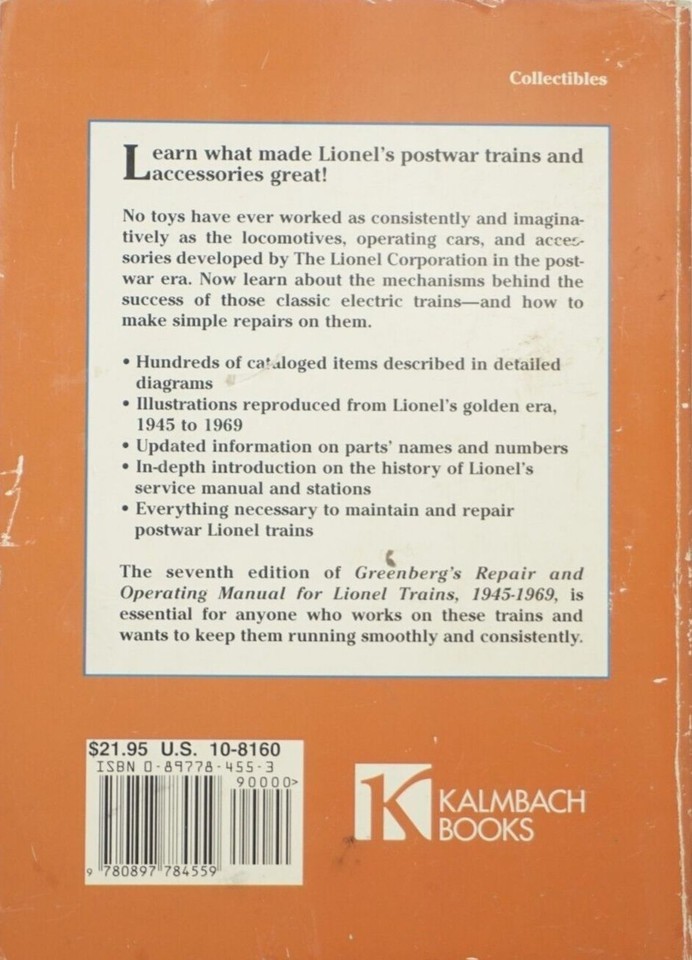 Collectibles
Learn what made Lionel's postwar trains and
accessories great!
No toys have ever worked as consistently and imagina-
tively as the locomotives, operating cars, and acces-
sories developed by The Lionel Corporation in the post-
war era. Now learn about the mechanisms behind the
success of those classic electric trains—and how to
make simple repairs on them.
• Hundreds of cataloged items described in detailed
diagrams
• Illustrations reproduced from Lionel's golden era,
1945 to 1969
• Updated information on parts' names and numbers
• In-depth introduction on the history of Lionel's
service manual and stations
• Everything necessary to maintain and repair
postwar Lionel trains
The seventh edition of Greenberg's Repair and
Operating Manual for Lionel Trains, 1945-1969, is
essential for anyone who works on these trains and
wants to keep them running smoothly and consistently.
$21.95 U.S. 10-8160
ISBN 0-89778-455-3
90000>
9 780897 784559
K KALMBACH
BOOKS